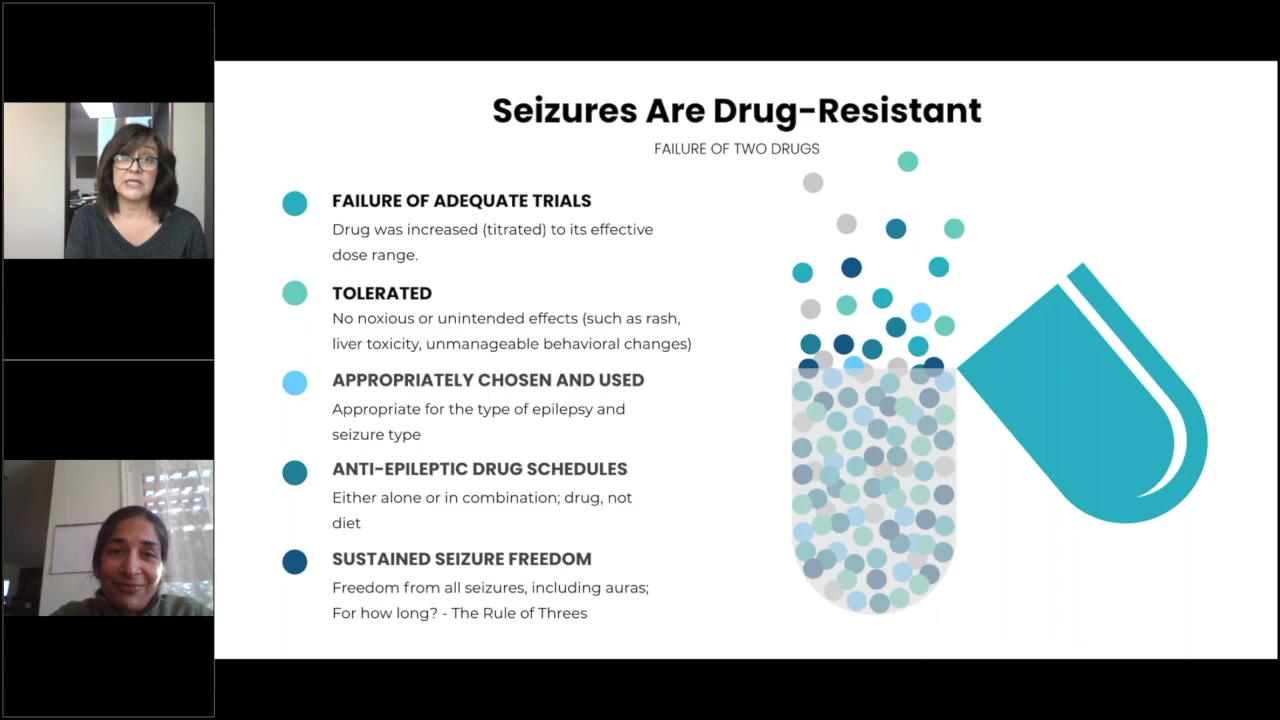 Seizures Are Drug-Resistant
FAILURE OF TWO DRUGS
FAILURE OF ADEQUATE TRIALS
Drug was increased (titrated) to its effective
dose range.
TOLERATED
No noxious or unintended effects (such as rash,
liver toxicity, unmanageable behavioral changes)
APPROPRIATELY CHOSEN AND USED
Appropriate for the type of epilepsy and
seizure type
ANTI-EPILEPTIC DRUG SCHEDULES
Either alone or in combination; drug, not
diet
SUSTAINED SEIZURE FREEDOM
Freedom from all seizures, including auras;
For how long? - The Rule of Threes